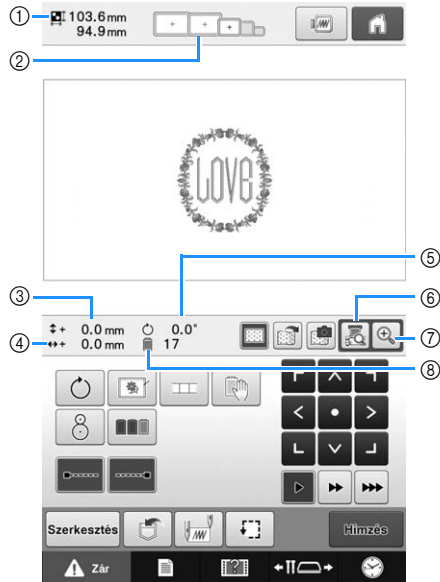 ① 103.6 mm
94.9 mm
②
LOVE
⑤
③
⑥
0.0 mm 0.0°
④ 0.0 mm 17
⑦
⑧
Szerkesztés Hímzés
Zár